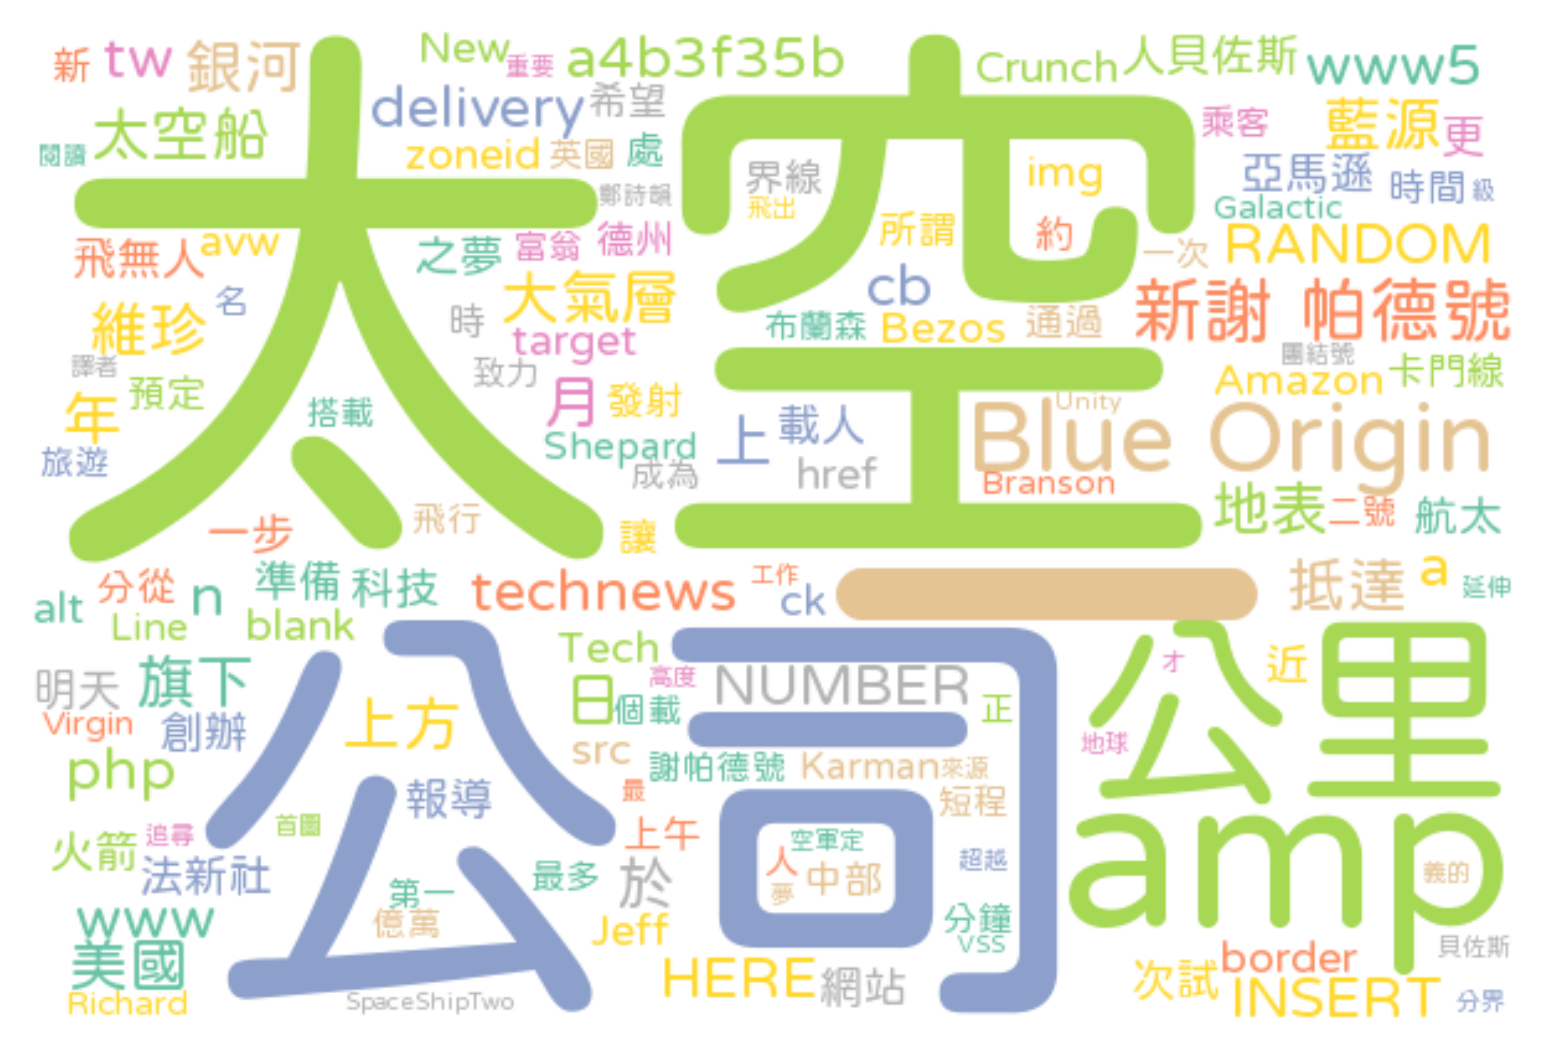 新 tw 銀河 New 重要 a4b3f35b Crunch 人貝佐斯 www5
太空船 delivery 希望 乘客 藍源 更
閱讀 zoneid 英國 處 界線 img 亞馬遜 時間 級
太空
鄭詩韻 飛出 Galactic
飛無人 avw 之夢 富翁 德州 所謂 約 一次 RANDOM
維珍 名 大氣層 cb 新謝 帕德號
時 target 布蘭森 Bezos 通過
譯者 致力 團結號
年 預定 搭載 月 發射 Amazon 卡門線
Unity
旅遊 Shepard 上 載人 Blue Origin
成為 href Branson
一步 飛行 讓 地表 二號 航太
alt 分從 n 準備 科技 technews 工作 ck 一 抵達 a 延伸
Line blank
公司
公里
明天 旗下 Tech 高度 NUMBER 才 近
Virgin 創辦 上方 日 個載 正 地球
php src 謝帕德號 Karman 來源
報導 最 短程
火箭 追尋 首圖 上午 空軍定 amp
法新社 第一 最多 於 人 中部 超越 義的
夢
www 億萬 Jeff 分鐘
美國 VSS 貝佐斯
HERE 網站 次試 border
Richard SpaceShipTwo INSERT 分界